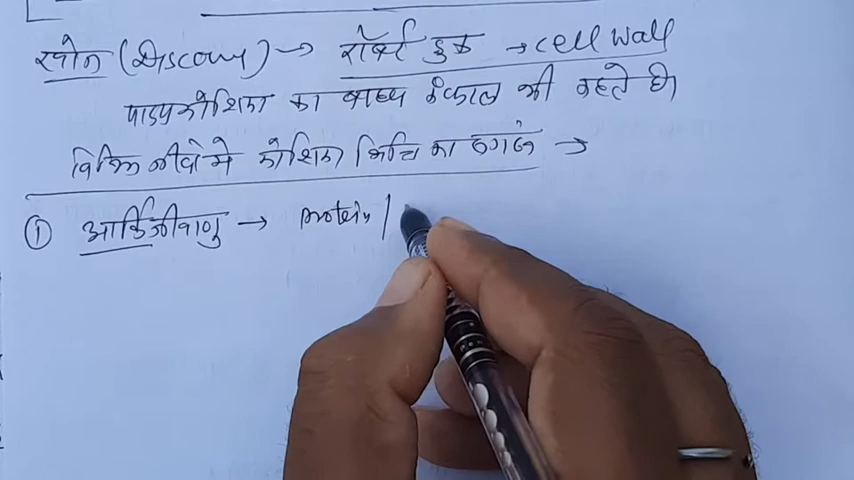 खोज (Discovery) → रॉबर्ट हुक → cell wall
पादपकोशिका का बाह्य कंकाल भी कहते है।
विभिन्न जीवो मे कोशिका भित्ति का संगठन →
① आर्किजीवाणु → protein /